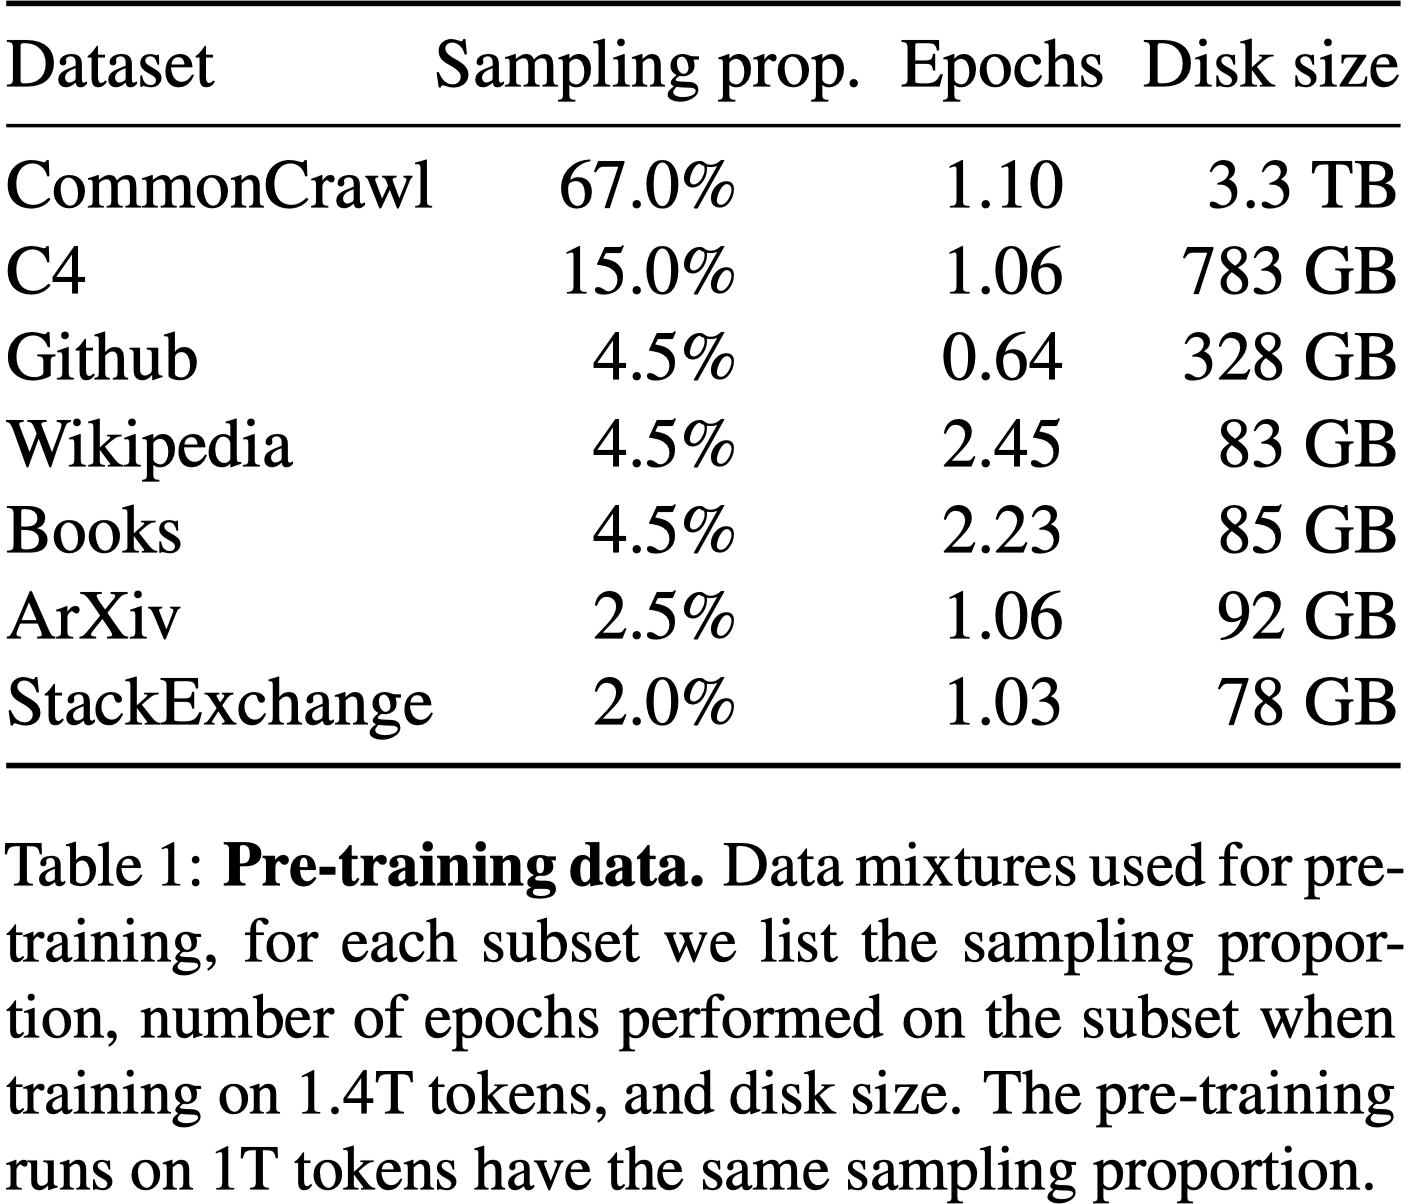 Dataset Sampling prop. Epochs Disk size
CommonCrawl 67.0% 1.10 3.3 TB
C4 15.0% 1.06 783 GB
Github 4.5% 0.64 328 GB
Wikipedia 4.5% 2.45 83 GB
Books 4.5% 2.23 85 GB
ArXiv 2.5% 1.06 92 GB
StackExchange 2.0% 1.03 78 GB
Table 1: Pre-training data. Data mixtures used for pre-
training, for each subset we list the sampling propor-
tion, number of epochs performed on the subset when
training on 1.4T tokens, and disk size. The pre-training
runs on 1T tokens have the same sampling proportion.